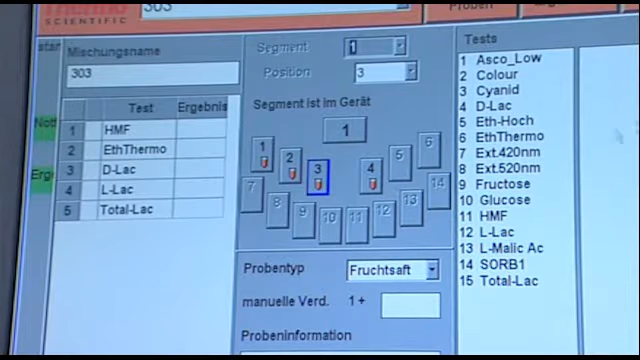 Thermo
SCIENTIFIC
303
Proben
star
Mischungsname
303
Test Ergebnis
1 HMF
2 EthThermo
3 D-Lac
4 L-Lac
5 Total-Lac
Segment 1
Position 3
Segment ist im Gerät
1
1 2 3 4 5 6
7 8 9 10 11 12 13 14
Probentyp Fruchtsaft
manuelle Verd. 1 +
Probeninformation
Tests
1 Asco_Low
2 Colour
3 Cyanid
4 D-Lac
5 Eth-Hoch
6 EthThermo
7 Ext.420nm
8 Ext.520nm
9 Fructose
10 Glucose
11 HMF
12 L-Lac
13 L-Malic Ac
14 SORB1
15 Total-Lac